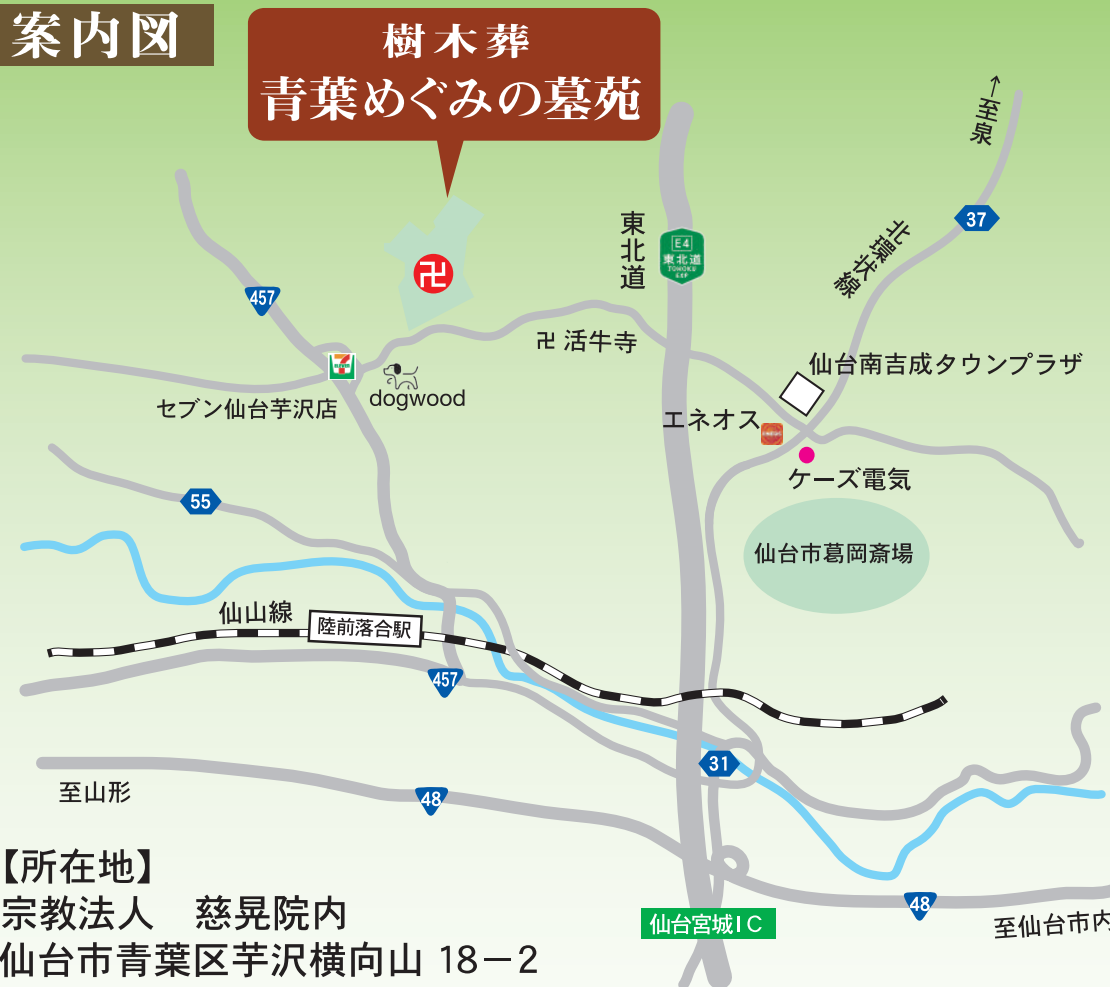 案内図
樹木葬
青葉めぐみの墓苑
↑至泉
37
北環状線
東北道
E4
東北道
TOHOKU
EXP
457
卍
卍 活牛寺
仙台南吉成タウンプラザ
7
ELEVEN
dogwood
セブン仙台芋沢店
エネオス
ケーズ電気
55
仙台市葛岡斎場
仙山線
陸前落合駅
457
31
至山形
48
48
仙台宮城IC
至仙台市内
【所在地】
宗教法人　慈晃院内
仙台市青葉区芋沢横向山 18−2